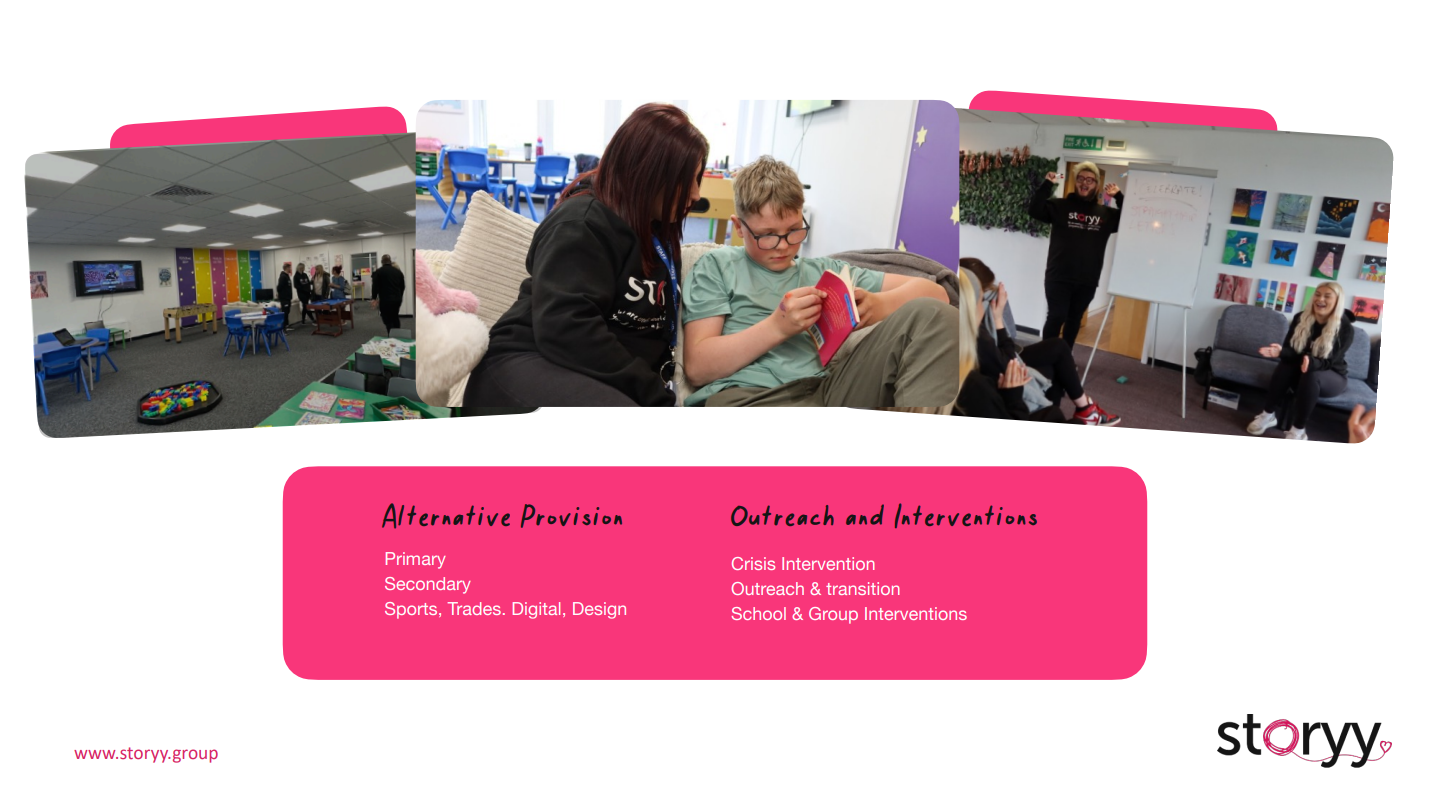 storyy
Alternative Provision
Primary
Secondary
Sports, Trades. Digital, Design
Outreach and Interventions
Crisis Intervention
Outreach & transition
School & Group Interventions
www.storyy.group
storyy